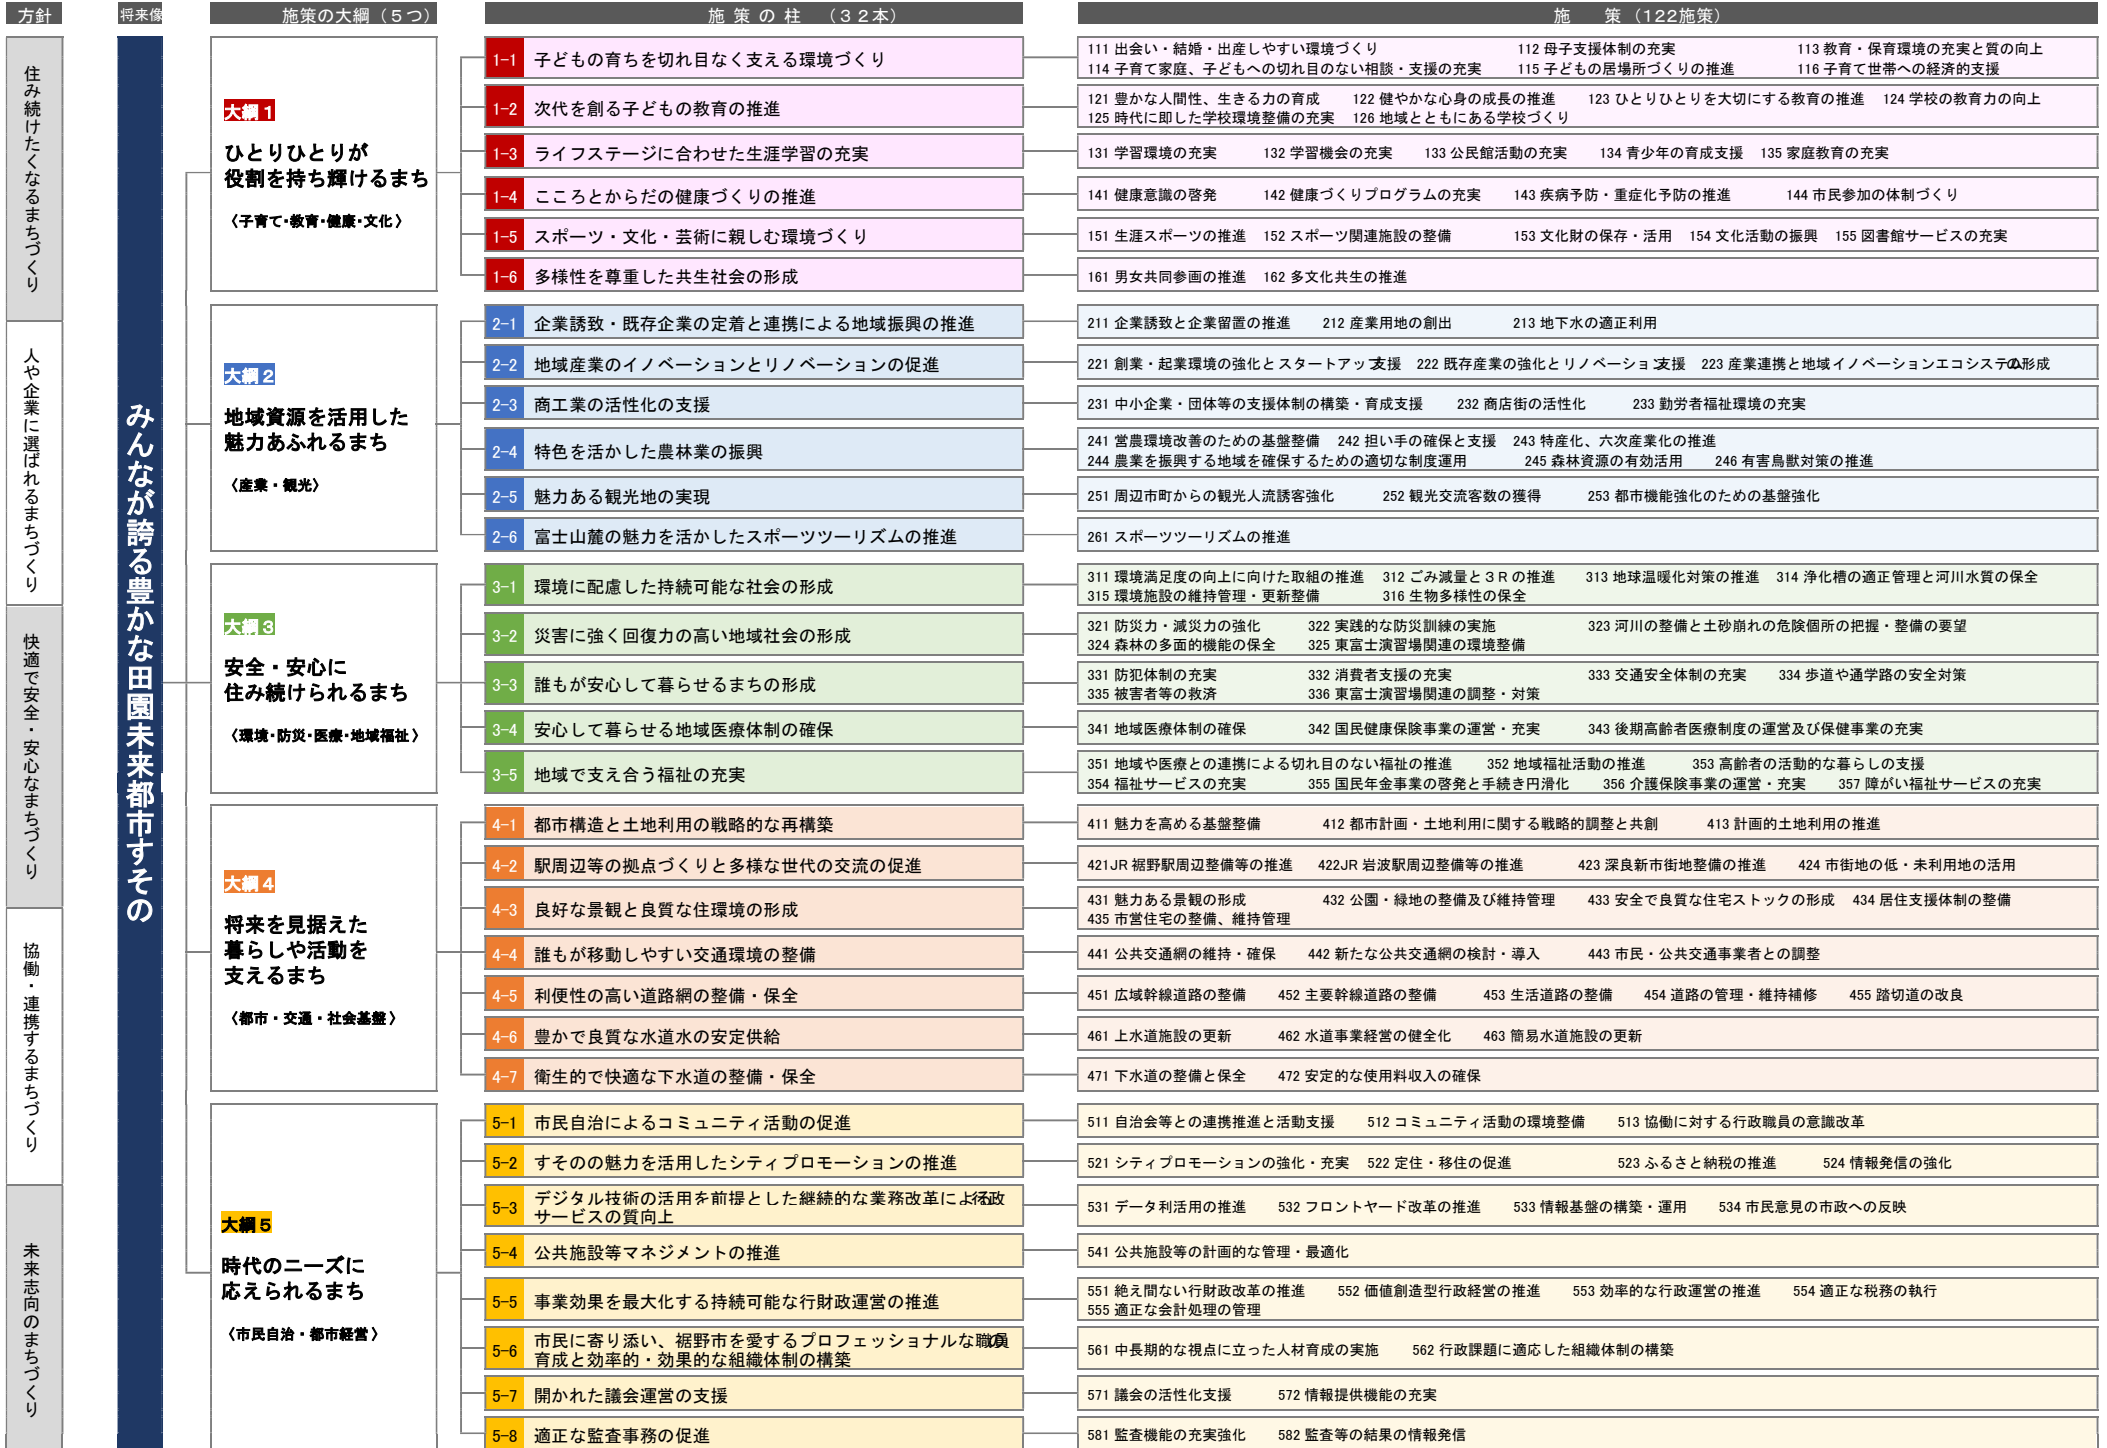 方針
将来像
施策の大綱（５つ）
施 策 の 柱 （３２本）
施 策（122施策）
住み続けたくなるまちづくり
人や企業に選ばれるまちづくり
快適で安全・安心なまちづくり
協働・連携するまちづくり
未来志向のまちづくり
みんなが誇る豊かな田園未来都市すその
大綱１
ひとりひとりが
役割を持ち輝けるまち
〈子育て・教育・健康・文化〉
1-1 子どもの育ちを切れ目なく支える環境づくり
111 出会い・結婚・出産しやすい環境づくり 112 母子支援体制の充実 113 教育・保育環境の充実と質の向上
114 子育て家庭、子どもへの切れ目のない相談・支援の充実 115 子どもの居場所づくりの推進 116 子育て世帯への経済的支援
1-2 次代を創る子どもの教育の推進
121 豊かな人間性、生きる力の育成 122 健やかな心身の成長の推進 123 ひとりひとりを大切にする教育の推進 124 学校の教育力の向上
125 時代に即した学校環境整備の充実 126 地域とともにある学校づくり
1-3 ライフステージに合わせた生涯学習の充実
131 学習環境の充実 132 学習機会の充実 133 公民館活動の充実 134 青少年の育成支援 135 家庭教育の充実
1-4 こころとからだの健康づくりの推進
141 健康意識の啓発 142 健康づくりプログラムの充実 143 疾病予防・重症化予防の推進 144 市民参加の体制づくり
1-5 スポーツ・文化・芸術に親しむ環境づくり
151 生涯スポーツの推進 152 スポーツ関連施設の整備 153 文化財の保存・活用 154 文化活動の振興 155 図書館サービスの充実
1-6 多様性を尊重した共生社会の形成
161 男女共同参画の推進 162 多文化共生の推進
大綱２
地域資源を活用した
魅力あふれるまち
〈産業・観光〉
2-1 企業誘致・既存企業の定着と連携による地域振興の推進
211 企業誘致と企業留置の推進 212 産業用地の創出 213 地下水の適正利用
2-2 地域産業のイノベーションとリノベーションの促進
221 創業・起業環境の強化とスタートアップ支援 222 既存産業の強化とリノベーション支援 223 産業連携と地域イノベーションエコシステムの形成
2-3 商工業の活性化の支援
231 中小企業・団体等の支援体制の構築・育成支援 232 商店街の活性化 233 勤労者福祉環境の充実
2-4 特色を活かした農林業の振興
241 営農環境改善のための基盤整備 242 担い手の確保と支援 243 特産化、六次産業化の推進
244 農業を振興する地域を確保するための適切な制度運用 245 森林資源の有効活用 246 有害鳥獣対策の推進
2-5 魅力ある観光地の実現
251 周辺市町からの観光人流誘客強化 252 観光交流客数の獲得 253 都市機能強化のための基盤強化
2-6 富士山麓の魅力を活かしたスポーツツーリズムの推進
261 スポーツツーリズムの推進
大綱３
安全・安心に
住み続けられるまち
〈環境・防災・医療・地域福祉〉
3-1 環境に配慮した持続可能な社会の形成
311 環境満足度の向上に向けた取組の推進 312 ごみ減量と３Ｒの推進 313 地球温暖化対策の推進 314 浄化槽の適正管理と河川水質の保全
315 環境施設の維持管理・更新整備 316 生物多様性の保全
3-2 災害に強く回復力の高い地域社会の形成
321 防災力・減災力の強化 322 実践的な防災訓練の実施 323 河川の整備と土砂崩れの危険個所の把握・整備の要望
324 森林の多面的機能の保全 325 東富士演習場関連の環境整備
3-3 誰もが安心して暮らせるまちの形成
331 防犯体制の充実 332 消費者支援の充実 333 交通安全体制の充実 334 歩道や通学路の安全対策
335 被害者等の救済 336 東富士演習場関連の調整・対策
3-4 安心して暮らせる地域医療体制の確保
341 地域医療体制の確保 342 国民健康保険事業の運営・充実 343 後期高齢者医療制度の運営及び保健事業の充実
3-5 地域で支え合う福祉の充実
351 地域や医療との連携による切れ目のない福祉の推進 352 地域福祉活動の推進 353 高齢者の活動的な暮らしの支援
354 福祉サービスの充実 355 国民年金事業の啓発と手続き円滑化 356 介護保険事業の運営・充実 357 障がい福祉サービスの充実
大綱４
将来を見据えた
暮らしや活動を
支えるまち
〈都市・交通・社会基盤〉
4-1 都市構造と土地利用の戦略的な再構築
411 魅力を高める基盤整備 412 都市計画・土地利用に関する戦略的調整と共創 413 計画的土地利用の推進
4-2 駅周辺等の拠点づくりと多様な世代の交流の促進
421JR 裾野駅周辺整備等の推進 422JR 岩波駅周辺整備等の推進 423 深良新市街地整備の推進 424 市街地の低・未利用地の活用
4-3 良好な景観と良質な住環境の形成
431 魅力ある景観の形成 432 公園・緑地の整備及び維持管理 433 安全で良質な住宅ストックの形成 434 居住支援体制の整備
435 市営住宅の整備、維持管理
4-4 誰もが移動しやすい交通環境の整備
441 公共交通網の維持・確保 442 新たな公共交通網の検討・導入 443 市民・公共交通事業者との調整
4-5 利便性の高い道路網の整備・保全
451 広域幹線道路の整備 452 主要幹線道路の整備 453 生活道路の整備 454 道路の管理・維持補修 455 踏切道の改良
4-6 豊かで良質な水道水の安定供給
461 上水道施設の更新 462 水道事業経営の健全化 463 簡易水道施設の更新
4-7 衛生的で快適な下水道の整備・保全
471 下水道の整備と保全 472 安定的な使用料収入の確保
大綱５
時代のニーズに
応えられるまち
〈市民自治・都市経営〉
5-1 市民自治によるコミュニティ活動の促進
511 自治会等との連携推進と活動支援 512 コミュニティ活動の環境整備 513 協働に対する行政職員の意識改革
5-2 すそのの魅力を活用したシティプロモーションの推進
521 シティプロモーションの強化・充実 522 定住・移住の促進 523 ふるさと納税の推進 524 情報発信の強化
5-3 デジタル技術の活用を前提とした継続的な業務改革による行政
サービスの質向上
531 データ利活用の推進 532 フロントヤード改革の推進 533 情報基盤の構築・運用 534 市民意見の市政への反映
5-4 公共施設等マネジメントの推進
541 公共施設等の計画的な管理・最適化
5-5 事業効果を最大化する持続可能な行財政運営の推進
551 絶え間ない行財政改革の推進 552 価値創造型行政経営の推進 553 効率的な行政運営の推進 554 適正な税務の執行
555 適正な会計処理の管理
5-6 市民に寄り添い、裾野市を愛するプロフェッショナルな職員の
育成と効率的・効果的な組織体制の構築
561 中長期的な視点に立った人材育成の実施 562 行政課題に適応した組織体制の構築
5-7 開かれた議会運営の支援
571 議会の活性化支援 572 情報提供機能の充実
5-8 適正な監査事務の促進
581 監査機能の充実強化 582 監査等の結果の情報発信